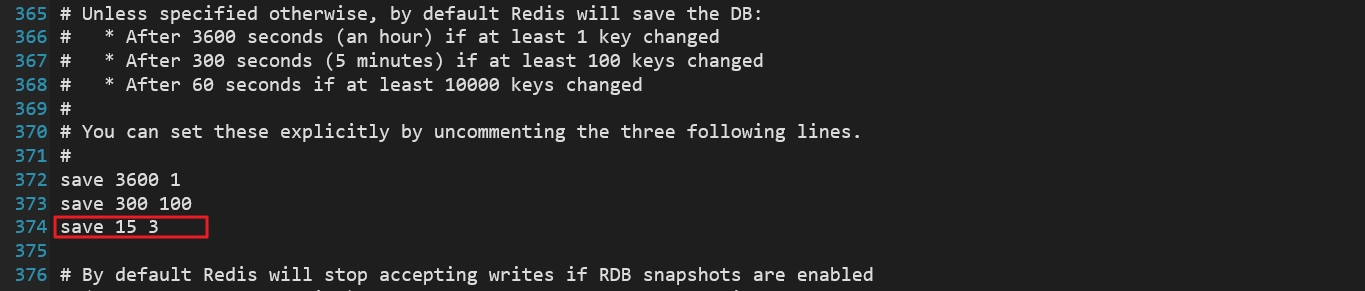 365 # Unless specified otherwise, by default Redis will save the DB:
366 #   * After 3600 seconds (an hour) if at least 1 key changed
367 #   * After 300 seconds (5 minutes) if at least 100 keys changed
368 #   * After 60 seconds if at least 10000 keys changed
369 #
370 # You can set these explicitly by uncommenting the three following lines.
371 #
372 save 3600 1
373 save 300 100
374 save 15 3
375
376 # By default Redis will stop accepting writes if RDB snapshots are enabled